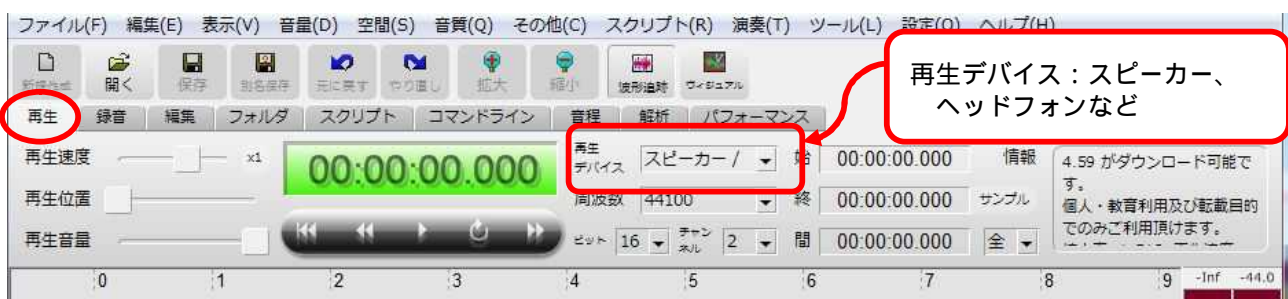 ファイル(F) 編集(E) 表示(V) 音量(D) 空間(S) 音質(Q) その他(C) スクリプト(R) 演奏(T) ツール(L) 設定(O) ヘルプ(H)
新規作成 開く 保存 別名保存 元に戻す やり直し 拡大 縮小 波形追跡 ヴィジュアル
再生デバイス：スピーカー、
ヘッドフォンなど
再生 録音 編集 フォルダ スクリプト コマンドライン 音程 解析 パフォーマンス
再生速度 x1 00:00:00.000 再生デバイス スピーカー / 始 00:00:00.000 情報
再生位置 周波数 44100 終 00:00:00.000 サンプル
再生音量 ビット 16 チャンネル 2 間 00:00:00.000 全
4.59 がダウンロード可能で
す。
個人・教育利用及び転載目的
でのみご利用頂けます。
0 1 2 3 4 5 6 7 8 9 -Inf -44.0